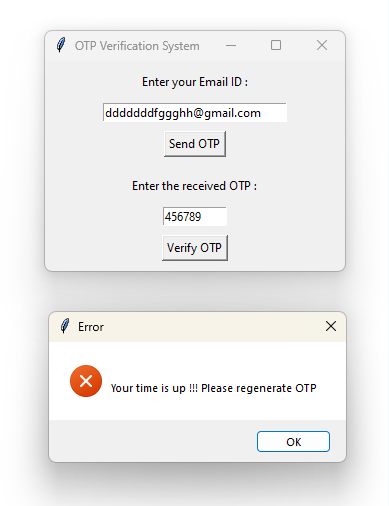 OTP Verification System
Enter your Email ID :
dddddddfggghh@gmail.com
Send OTP
Enter the received OTP :
456789
Verify OTP
Error
Your time is up !!! Please regenerate OTP
OK